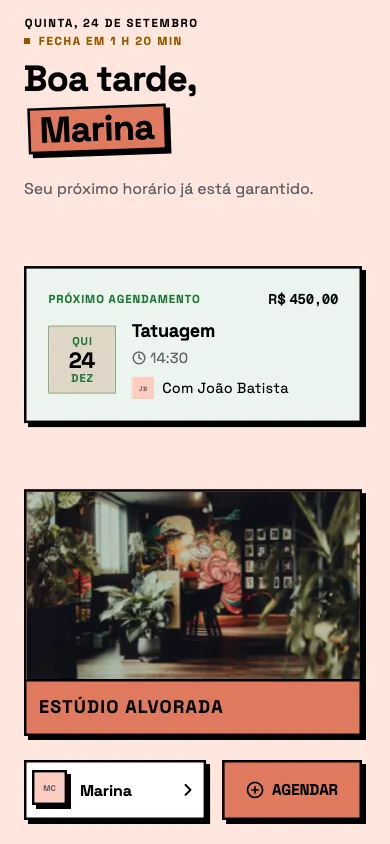 QUINTA, 24 DE SETEMBRO
FECHA EM 1 H 20 MIN
Boa tarde,
Marina
Seu próximo horário já está garantido.
PRÓXIMO AGENDAMENTO
R$ 450,00
QUI
24
DEZ
Tatuagem
14:30
JB
Com João Batista
ESTÚDIO ALVORADA
MC
Marina
AGENDAR